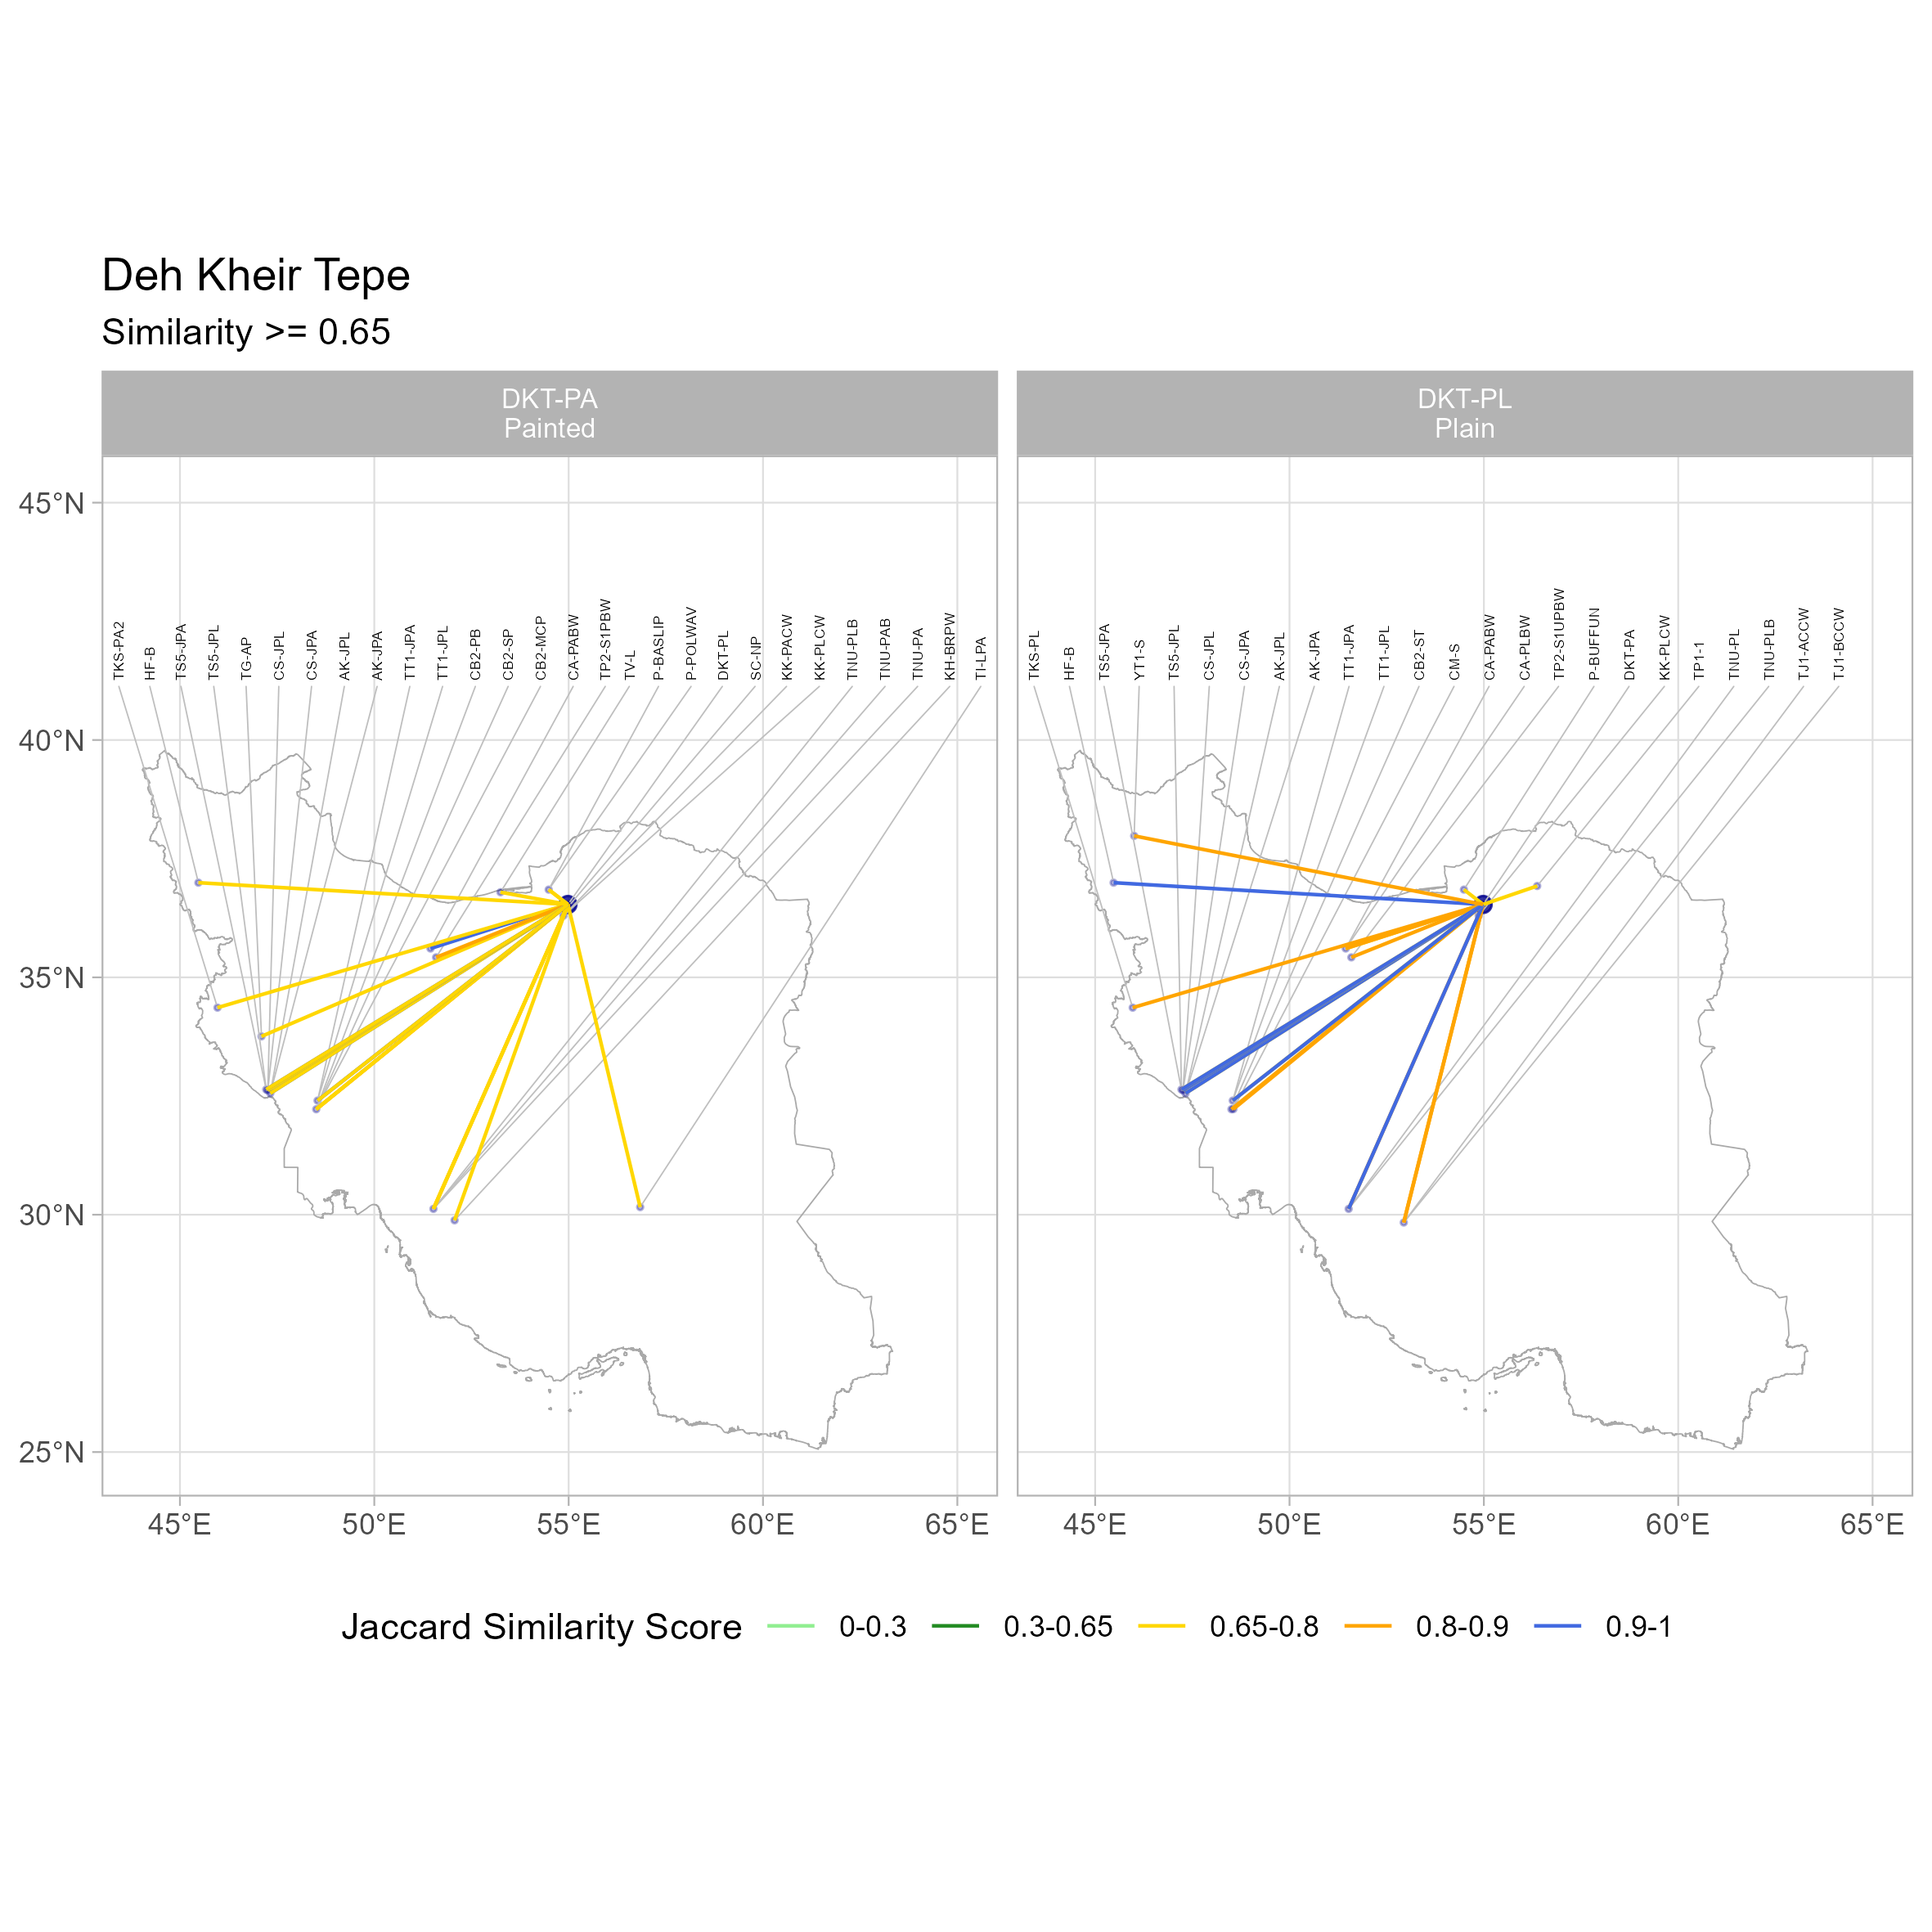 Deh Kheir Tepe
Similarity >= 0.65
DKT-PA
Painted
DKT-PL
Plain
45°N
40°N
35°N
30°N
25°N
TKS-PA2
HF-B
TS5-JPA
TS5-JPL
TG-AP
CS-JPL
CS-JPA
AK-JPL
AK-JPA
TT1-JPA
TT1-JPL
CB2-PB
CB2-SP
CB2-MCP
CA-PABW
TP2-S1PBW
TV-L
P-BASLIP
P-POLWAV
DKT-PL
SC-NP
KK-PACW
KK-PLCW
TNU-PLB
TNU-PAB
TNU-PA
KH-BRPW
TI-LPA
TKS-PL
HF-B
TS5-JPA
YT1-S
TS5-JPL
CS-JPL
CS-JPA
AK-JPL
AK-JPA
TT1-JPA
TT1-JPL
CB2-ST
CM-S
CA-PABW
CA-PLBW
TP2-S1UPBW
P-BUFFUN
DKT-PA
KK-PLCW
TP1-1
TNU-PL
TNU-PLB
TJ1-ACCW
TJ1-BCCW
45°E 50°E 55°E 60°E 65°E
45°E 50°E 55°E 60°E 65°E
Jaccard Similarity Score 0-0.3 0.3-0.65 0.65-0.8 0.8-0.9 0.9-1